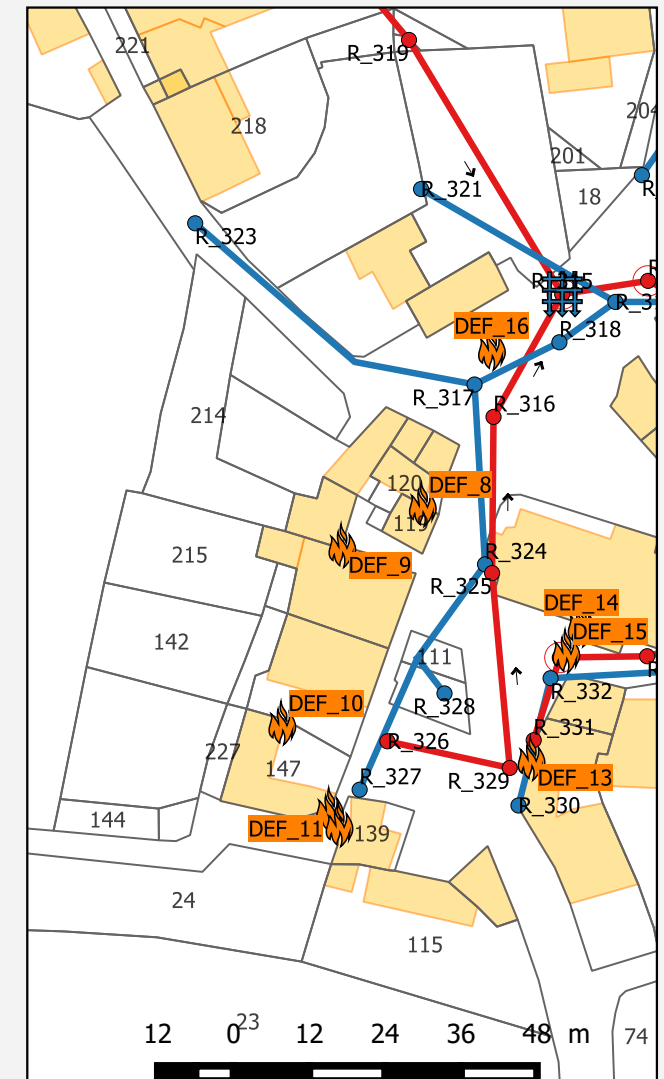 R_319
221
204
218
201
R_321
18
R_323
DEF_16
R_318
R_317
R_316
214
DEF_8
120
119
R_324
215
DEF_9
R_325
DEF_14
DEF_15
142
111
R_332
DEF_10
R_328
R_331
R_326
227
147
R_329
R_327
DEF_13
R_330
144
DEF_11
139
24
115
23
12 0 12 24 36 48 m
74